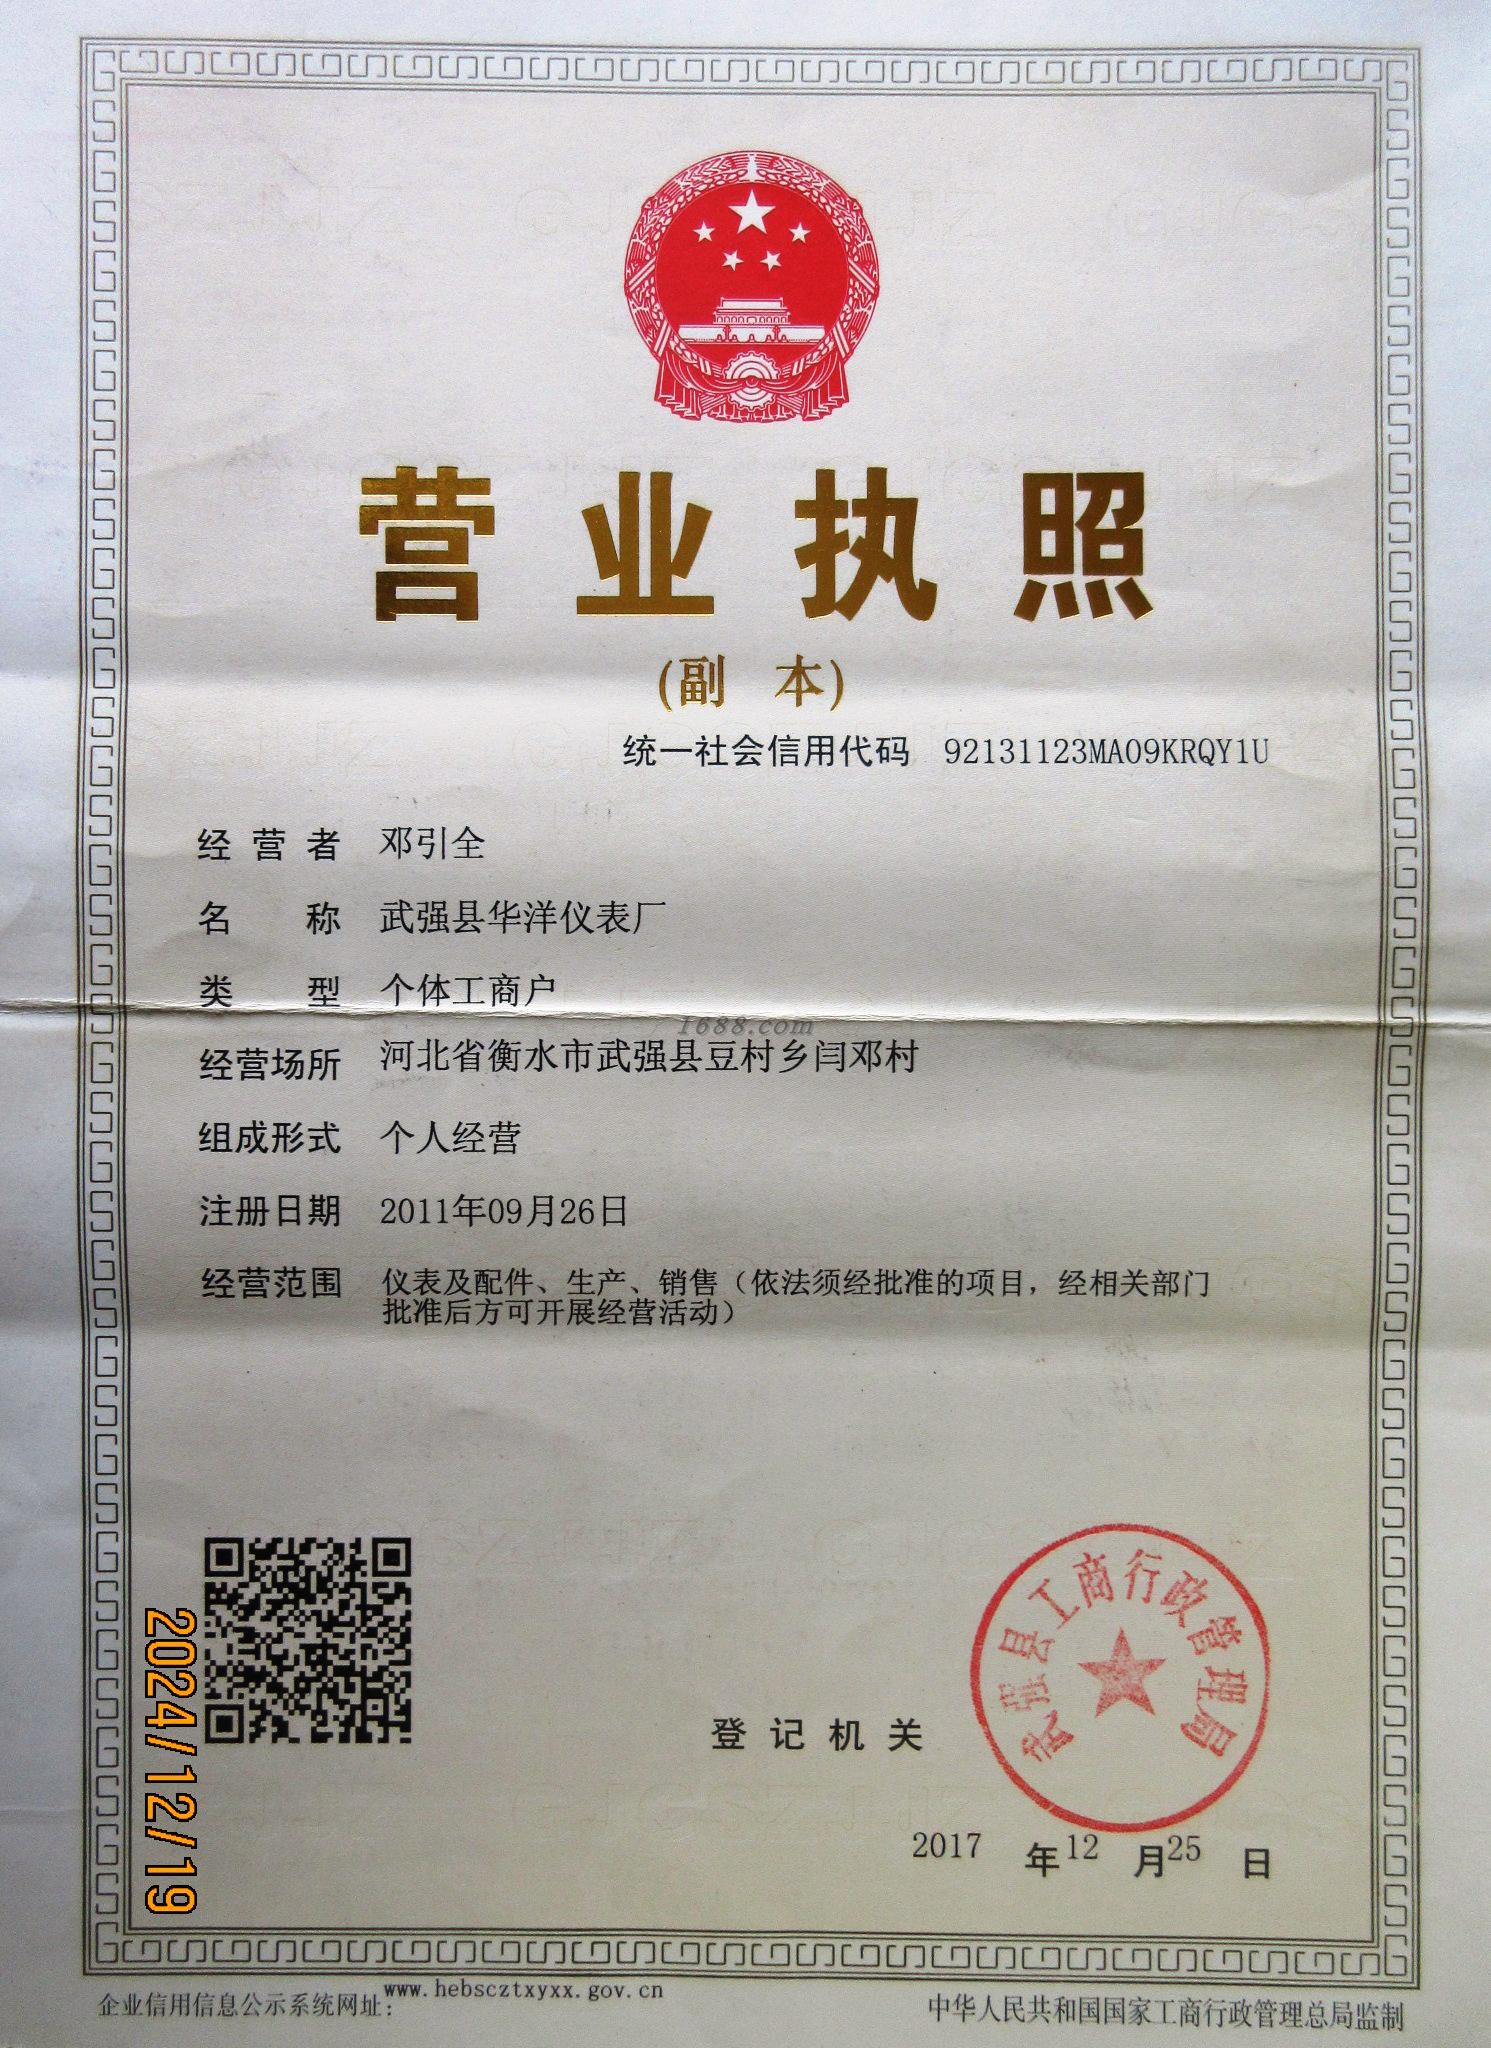 营业执照
(副 本)
统一社会信用代码 92131123MA09KRQY1U
经营者 邓引全
名称 武强县华洋仪表厂
类型 个体工商户
1688.com
经营场所 河北省衡水市武强县豆村乡闫邓村
组成形式 个人经营
注册日期 2011年09月26日
经营范围 仪表及配件、生产、销售（依法须经批准的项目，经相关部门
批准后方可开展经营活动）
武强县工商行政管理局
登记机关
2017 年 12 月 25 日
2024/12/19
企业信用信息公示系统网址: www.hebscztxyxx.gov.cn
中华人民共和国国家工商行政管理总局监制